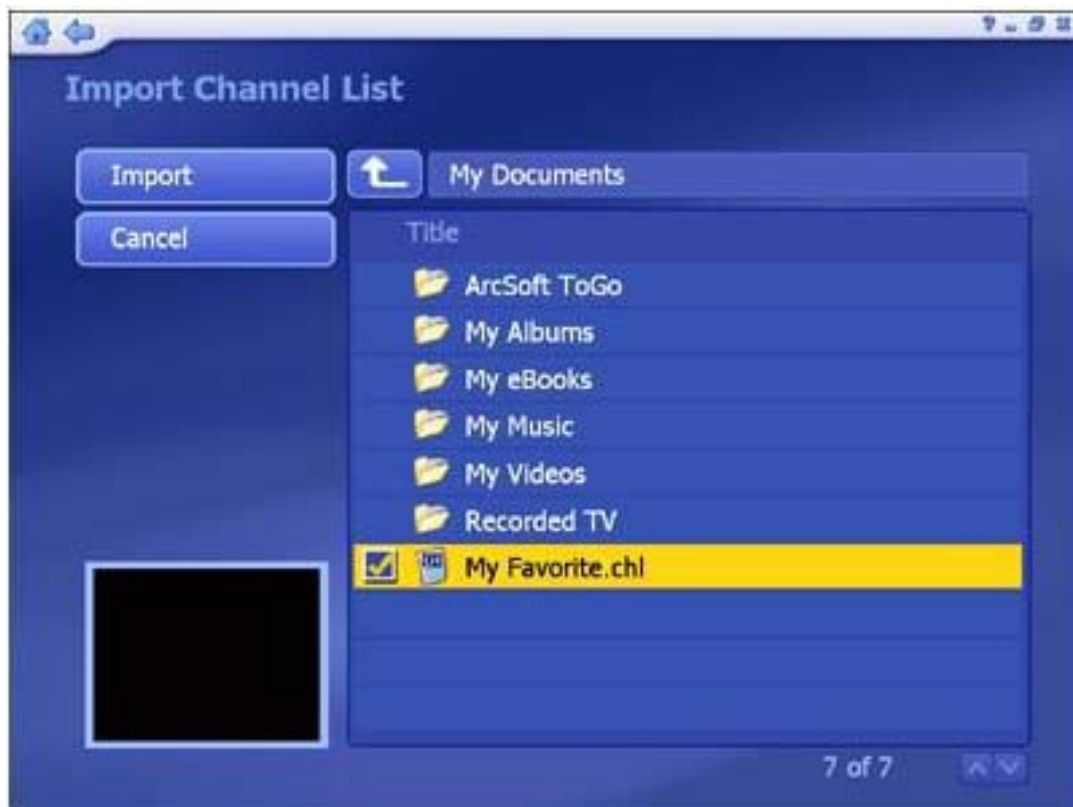 Import Channel List
Import
My Documents
Cancel
Title
ArcSoft ToGo
My Albums
My eBooks
My Music
My Videos
Recorded TV
My Favorite.chl
7 of 7